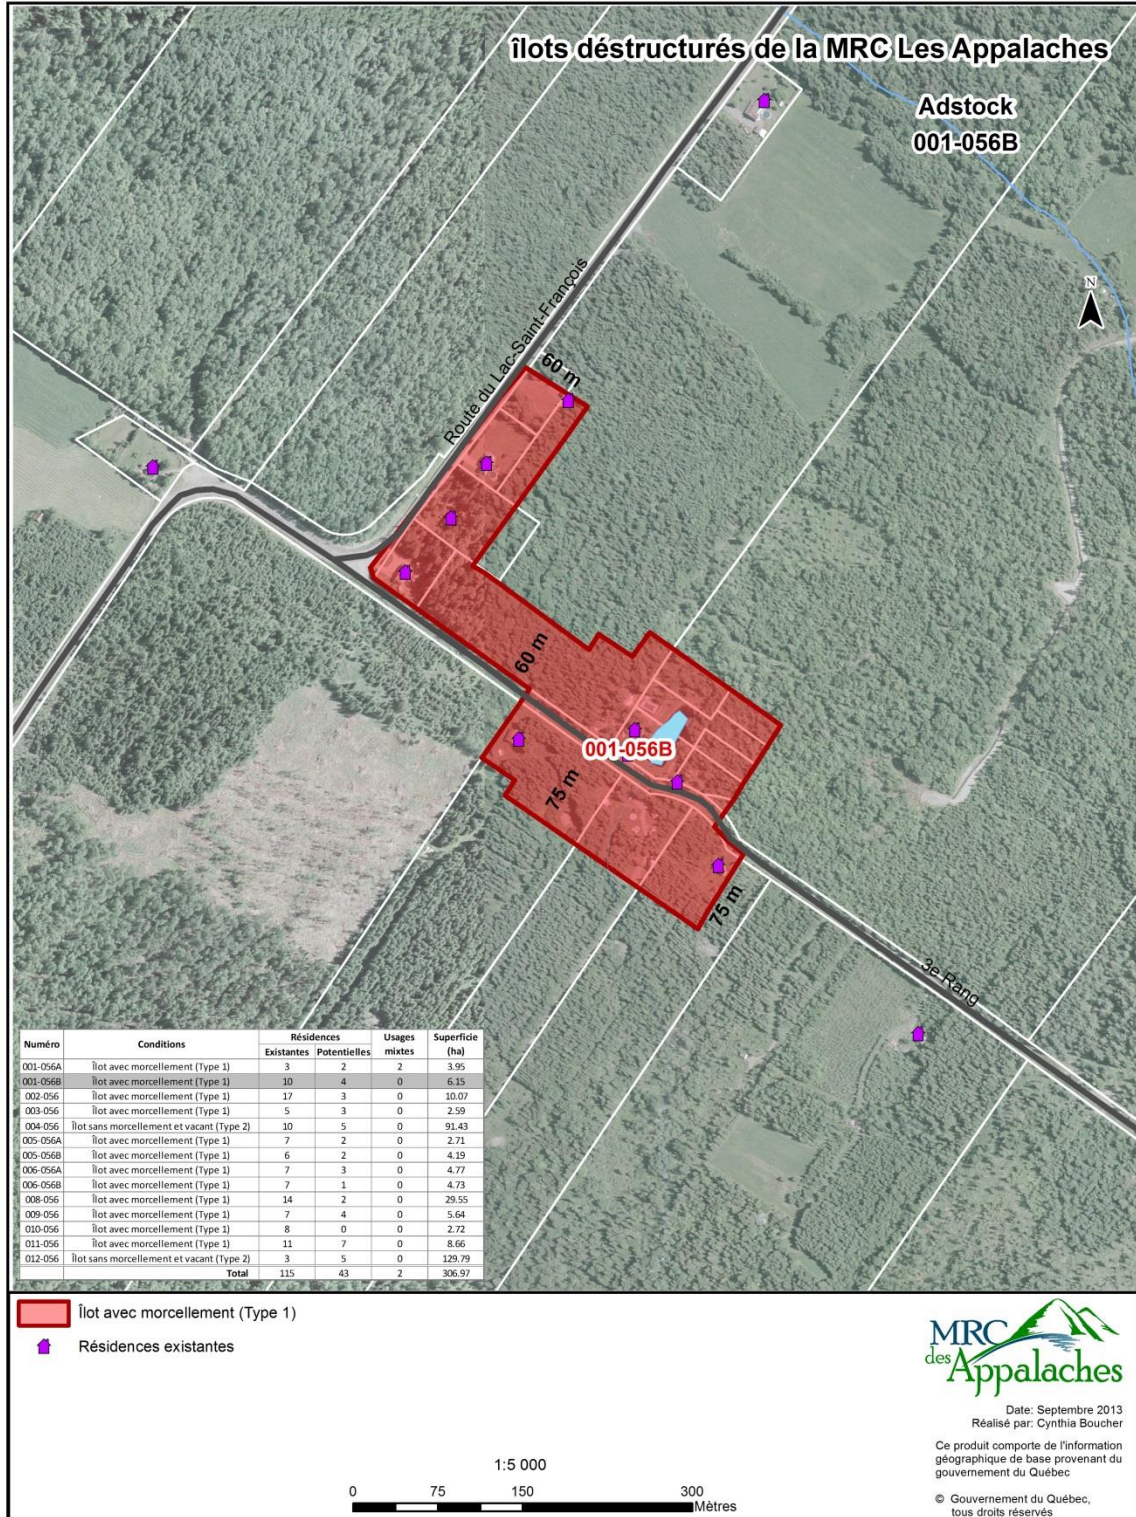 îlots déstructurés de la MRC Les Appalaches
Adstock
001-056B
N
Route du Lac-Saint-François
60 m
60 m
001-056B
75 m
75 m
3e Rang
Numéro Conditions Résidences Usages mixtes Superficie (ha)
Existantes Potentielles
001-056A Îlot avec morcellement (Type 1) 3 2 2 3.95
001-056B Îlot avec morcellement (Type 1) 10 4 0 6.15
002-056 Îlot avec morcellement (Type 1) 17 3 0 10.07
003-056 Îlot avec morcellement (Type 1) 5 3 0 2.59
004-056 Îlot sans morcellement et vacant (Type 2) 10 5 0 91.43
005-056A Îlot avec morcellement (Type 1) 7 2 0 2.71
005-056B Îlot avec morcellement (Type 1) 6 2 0 4.19
006-056A Îlot avec morcellement (Type 1) 7 3 0 4.77
006-056B Îlot avec morcellement (Type 1) 7 1 0 4.73
008-056 Îlot avec morcellement (Type 1) 14 2 0 29.55
009-056 Îlot avec morcellement (Type 1) 7 4 0 5.64
010-056 Îlot avec morcellement (Type 1) 8 0 0 2.72
011-056 Îlot avec morcellement (Type 1) 11 7 0 8.66
012-056 Îlot sans morcellement et vacant (Type 2) 3 5 0 129.79
Total 115 43 2 306.97
Îlot avec morcellement (Type 1)
Résidences existantes
1:5 000
0 75 150 300
Mètres
MRC
des Appalaches
Date: Septembre 2013
Réalisé par: Cynthia Boucher
Ce produit comporte de l'information
géographique de base provenant du
gouvernement du Québec
© Gouvernement du Québec,
tous droits réservés